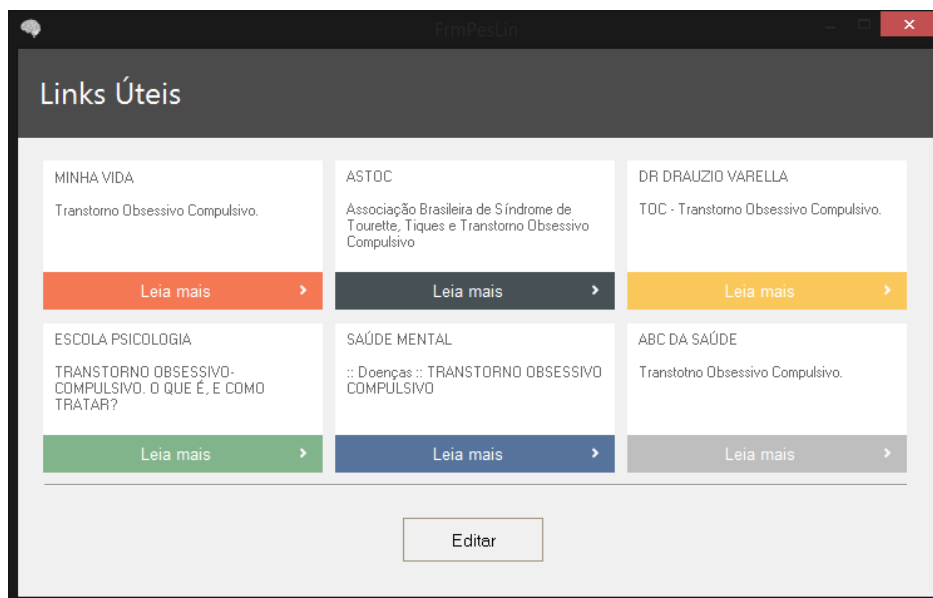 FrmPesLin
Links Úteis
MINHA VIDA
Transtorno Obsessivo Compulsivo.
Leia mais
ASTOC
Associação Brasileira de Síndrome de
Tourette, Tiques e Transtorno Obsessivo
Compulsivo
Leia mais
DR DRAUZIO VARELLA
TOC - Transtorno Obsessivo Compulsivo.
Leia mais
ESCOLA PSICOLOGIA
TRANSTORNO OBSESSIVO-
COMPULSIVO. O QUE É, E COMO
TRATAR?
Leia mais
SAÚDE MENTAL
:: Doenças :: TRANSTORNO OBSESSIVO
COMPULSIVO
Leia mais
ABC DA SAÚDE
Transtotno Obsessivo Compulsivo.
Leia mais
Editar